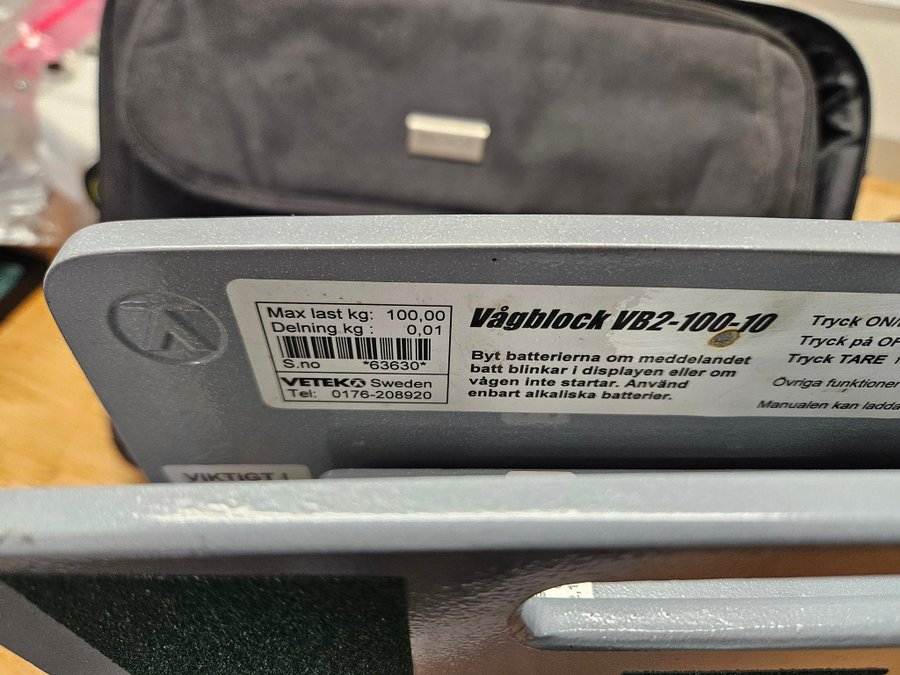 Max last kg: 100,00
Delning kg : 0,01
S.no *63630*
VETEK Sweden
Tel: 0176-208920
Vågblock VB2-100-10
Byt batterierna om meddelandet
batt blinkar i displayen eller om
vågen inte startar. Använd
enbart alkaliska batterier.
Tryck ON/
Tryck på OF
Tryck TARE
Övriga funktioner
Manualen kan ladda
VIKTIGT !